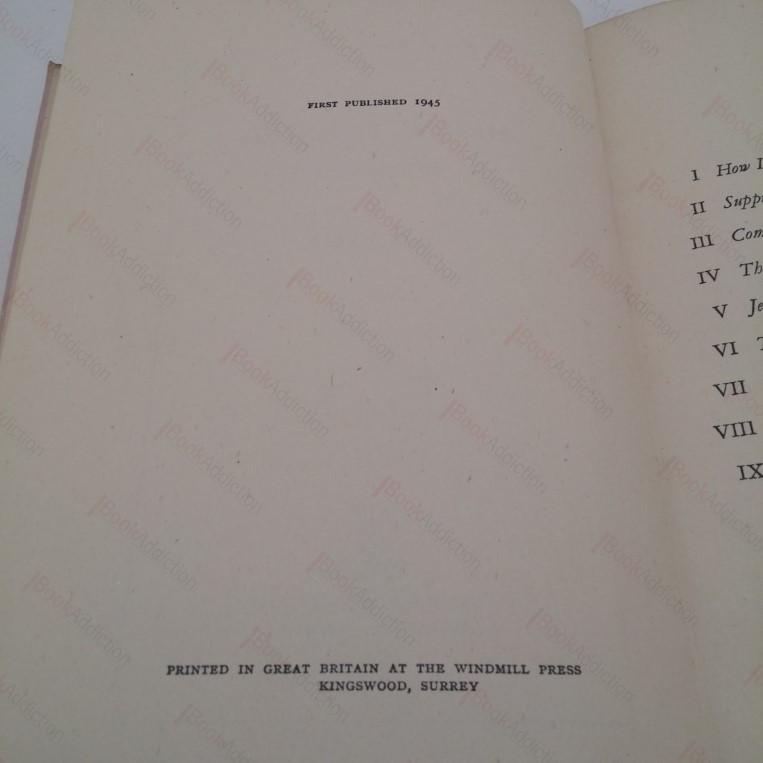 FIRST PUBLISHED 1945
PRINTED IN GREAT BRITAIN AT THE WINDMILL PRESS
KINGSWOOD, SURREY
I How
II
III
IV
V
VI
VII
VIII
IX
iBookAddiction